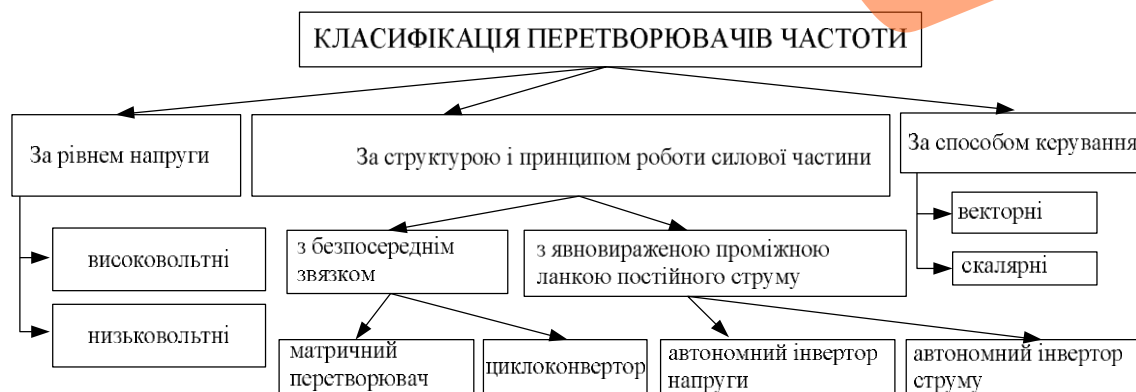 КЛАСИФІКАЦІЯ ПЕРЕТВОРЮВАЧІВ ЧАСТОТИ
За рівнем напруги
За структурою і принципом роботи силової частини
За способом керування
високовольтні
низьковольтні
з безпосереднім
звязком
з явновираженою проміжною
ланкою постійного струму
векторні
скалярні
матричний
перетворювач
циклоконвертор
автономний інвертор
напруги
автономний інвертор
струму